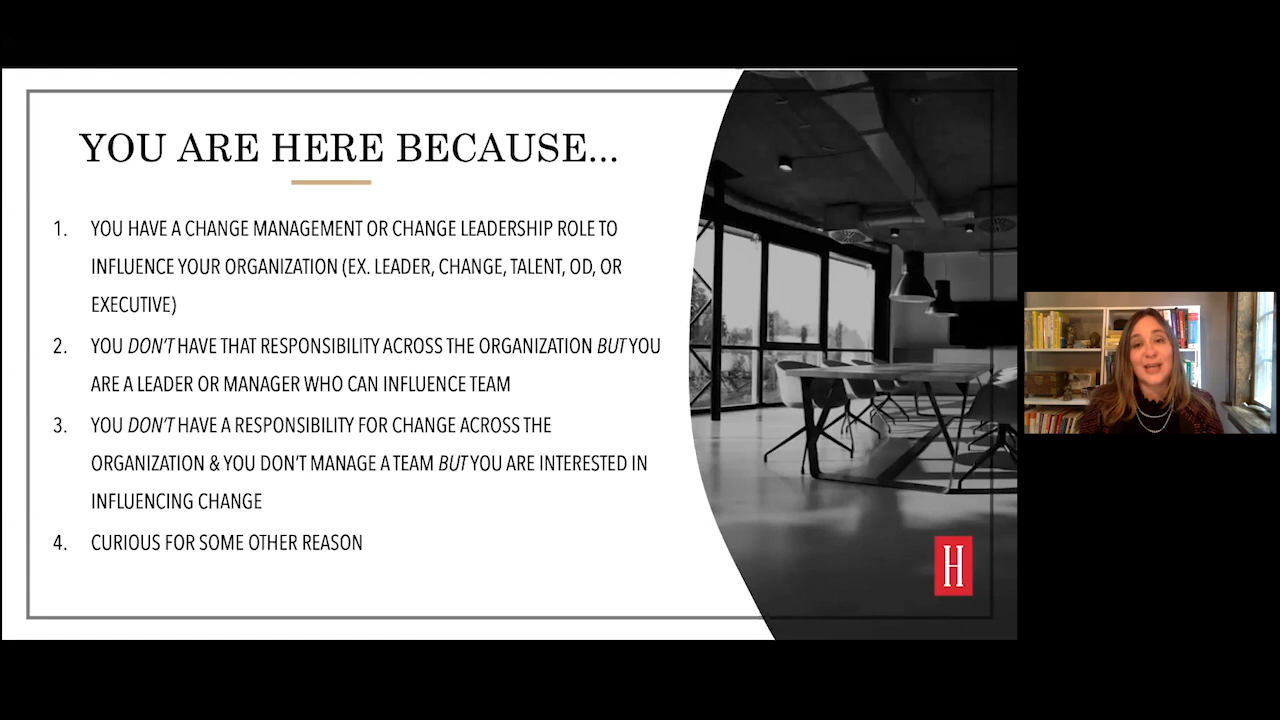 YOU ARE HERE BECAUSE...
1. YOU HAVE A CHANGE MANAGEMENT OR CHANGE LEADERSHIP ROLE TO
INFLUENCE YOUR ORGANIZATION (EX. LEADER, CHANGE, TALENT, OD, OR
EXECUTIVE)
2. YOU DON'T HAVE THAT RESPONSIBILITY ACROSS THE ORGANIZATION BUT YOU
ARE A LEADER OR MANAGER WHO CAN INFLUENCE TEAM
3. YOU DON'T HAVE A RESPONSIBILITY FOR CHANGE ACROSS THE
ORGANIZATION & YOU DON'T MANAGE A TEAM BUT YOU ARE INTERESTED IN
INFLUENCING CHANGE
4. CURIOUS FOR SOME OTHER REASON
H